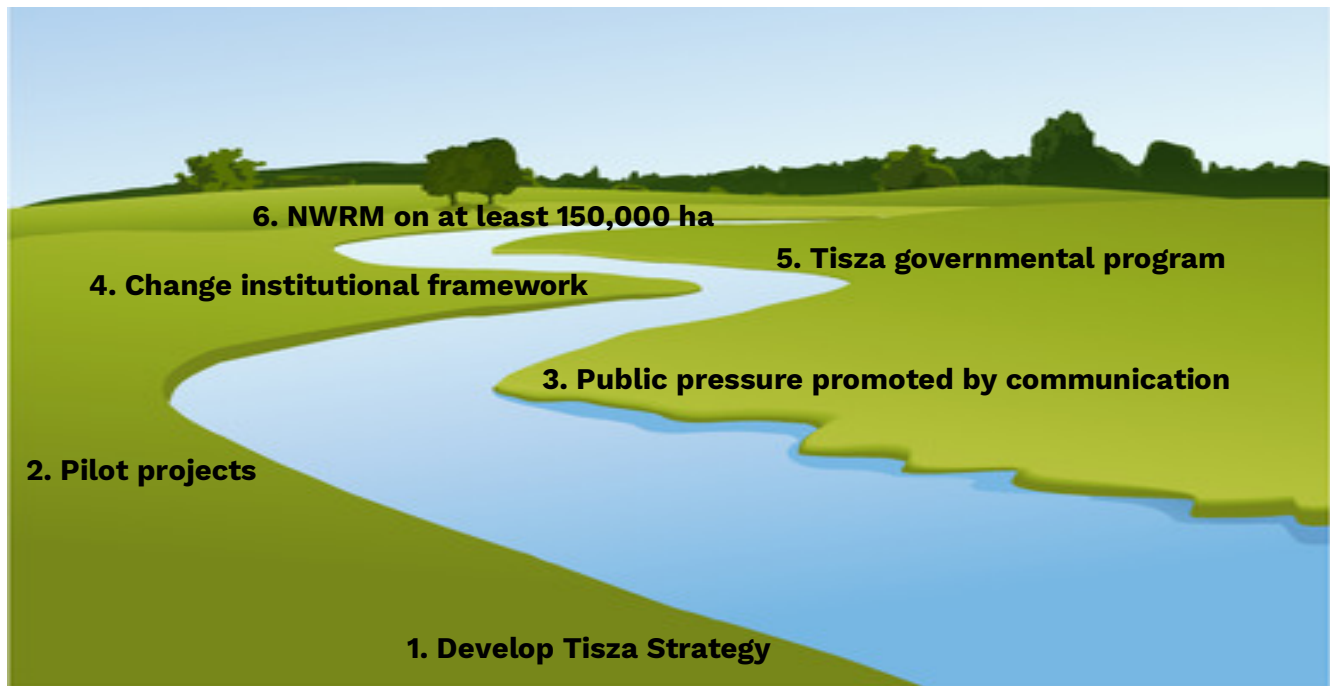 6. NWRM on at least 150,000 ha
5. Tisza governmental program
4. Change institutional framework
3. Public pressure promoted by communication
2. Pilot projects
1. Develop Tisza Strategy